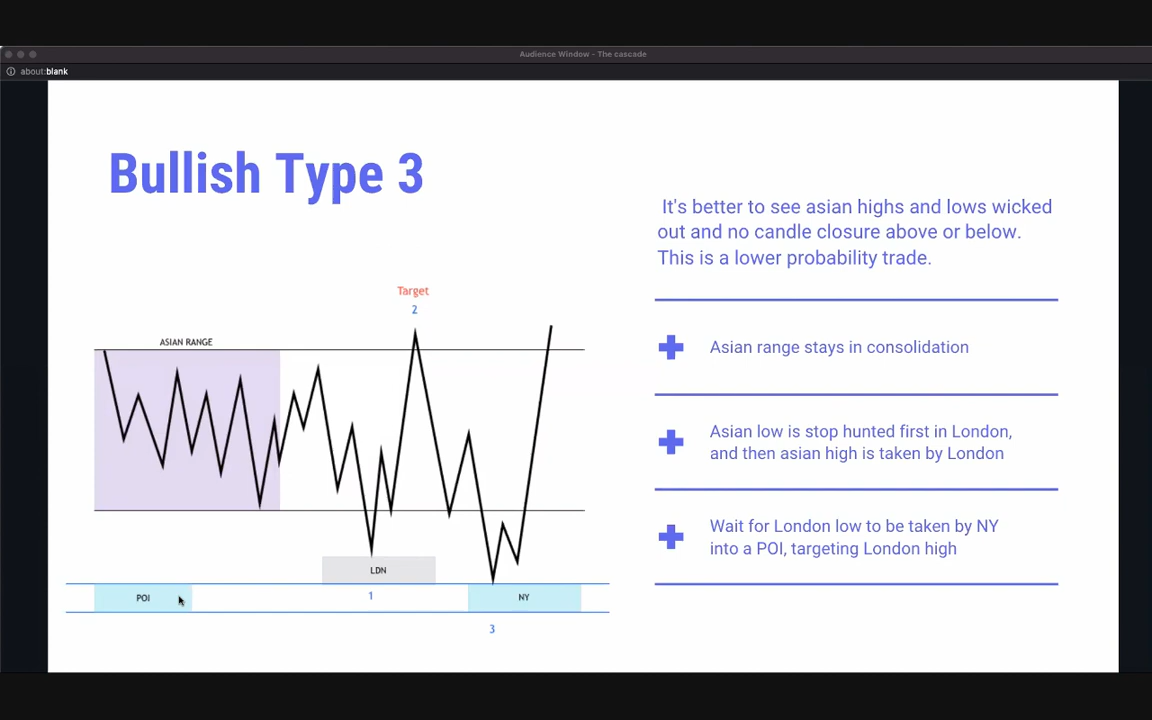 Audience Window - The cascade
about:blank
Bullish Type 3
It's better to see asian highs and lows wicked
out and no candle closure above or below.
This is a lower probability trade.
Target
2
ASIAN RANGE
Asian range stays in consolidation
Asian low is stop hunted first in London,
and then asian high is taken by London
Wait for London low to be taken by NY
into a POI, targeting London high
LDN
POI
1
NY
3